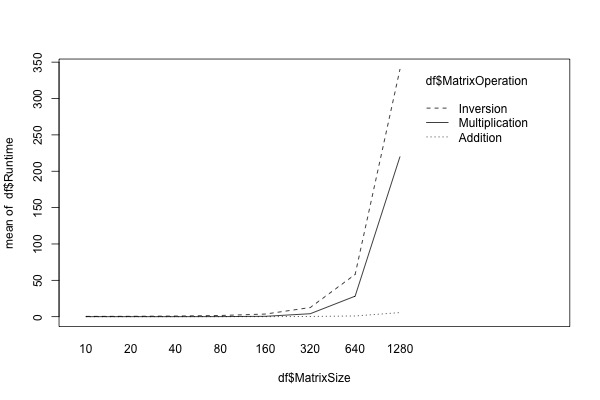 df$MatrixOperation
Inversion
Multiplication
Addition
mean of  df$Runtime
350
300
250
200
150
100
50
0
10 20 40 80 160 320 640 1280
df$MatrixSize